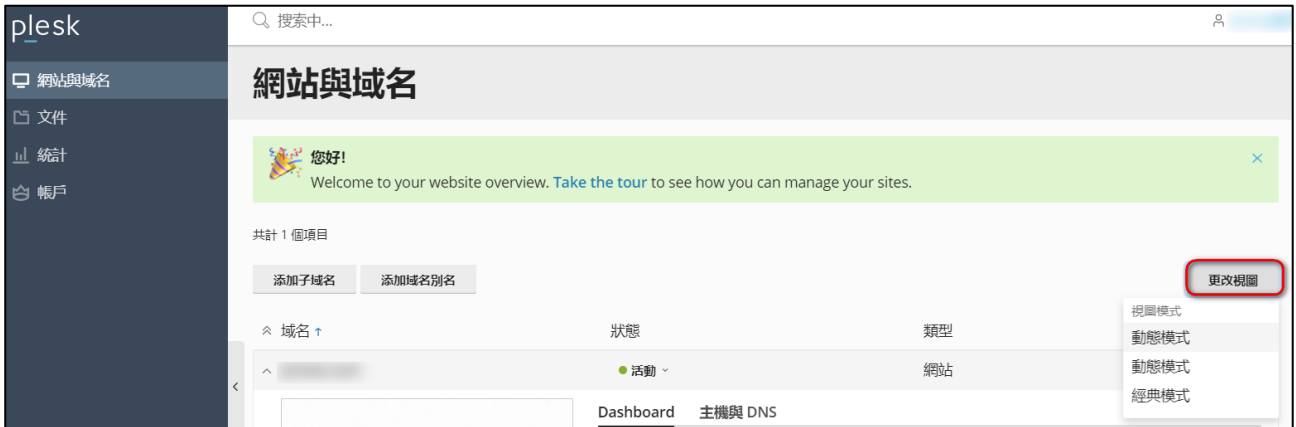 plesk
搜索中...
網站與域名
文件
統計
帳戶
網站與域名
您好!
Welcome to your website overview. Take the tour to see how you can manage your sites.
共計 1 個項目
添加子域名 添加域名別名 更改視圖
視圖模式
動態模式
動態模式
經典模式
域名 狀態 類型
活動 網站
Dashboard 主機與 DNS